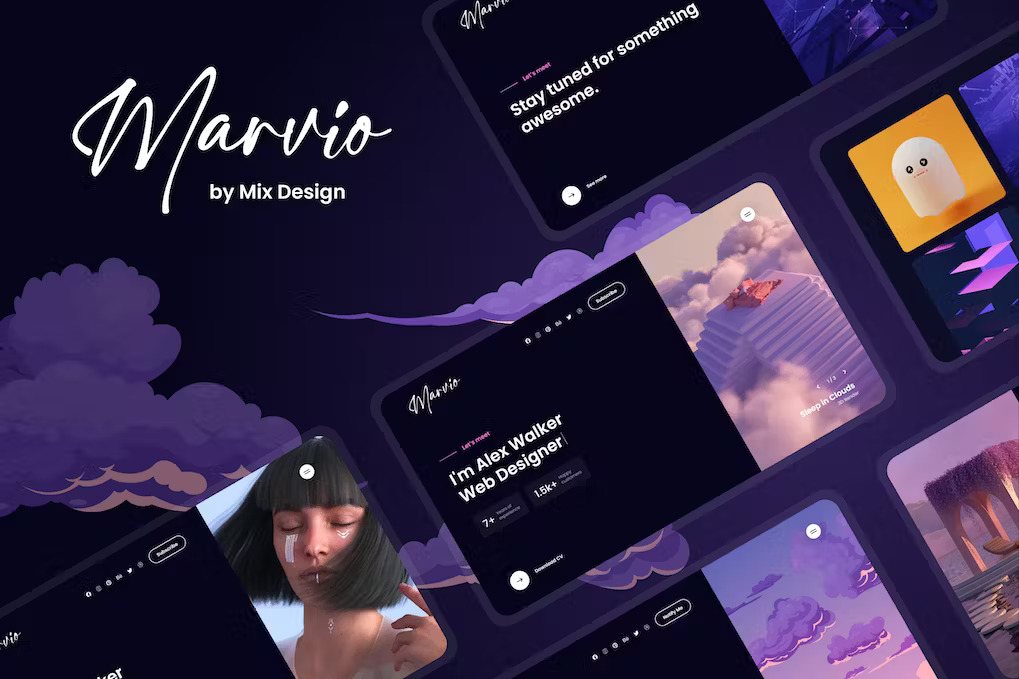 Marvio
by Mix Design
Marvio
Let's meet
Stay tuned for something
awesome.
See more
Subscribe
Marvio
Let's meet
I'm Alex Walker
Web Designer
7+ Years of
experience
1.5k+ Happy
customers
Download CV
1/3
Sleep in Clouds
3D Render
Subscribe
Notify Me